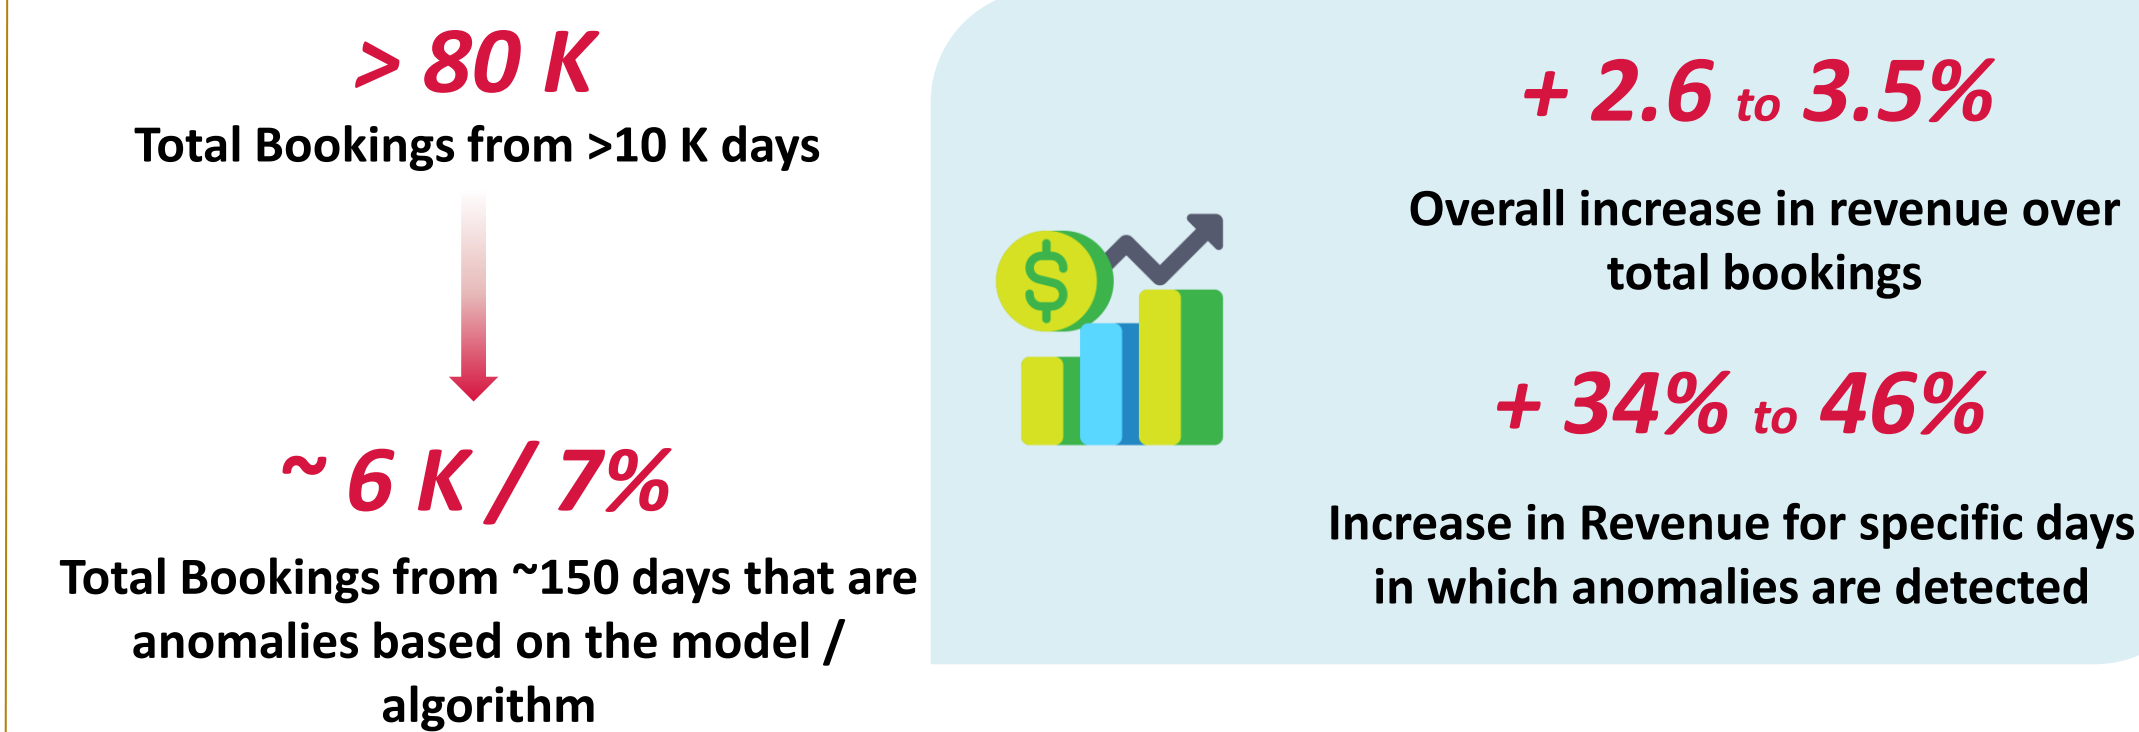 > 80 K
Total Bookings from >10 K days
~ 6 K / 7%
Total Bookings from ~150 days that are
anomalies based on the model /
algorithm
$
+ 2.6 to 3.5%
Overall increase in revenue over
total bookings
+ 34% to 46%
Increase in Revenue for specific days
in which anomalies are detected